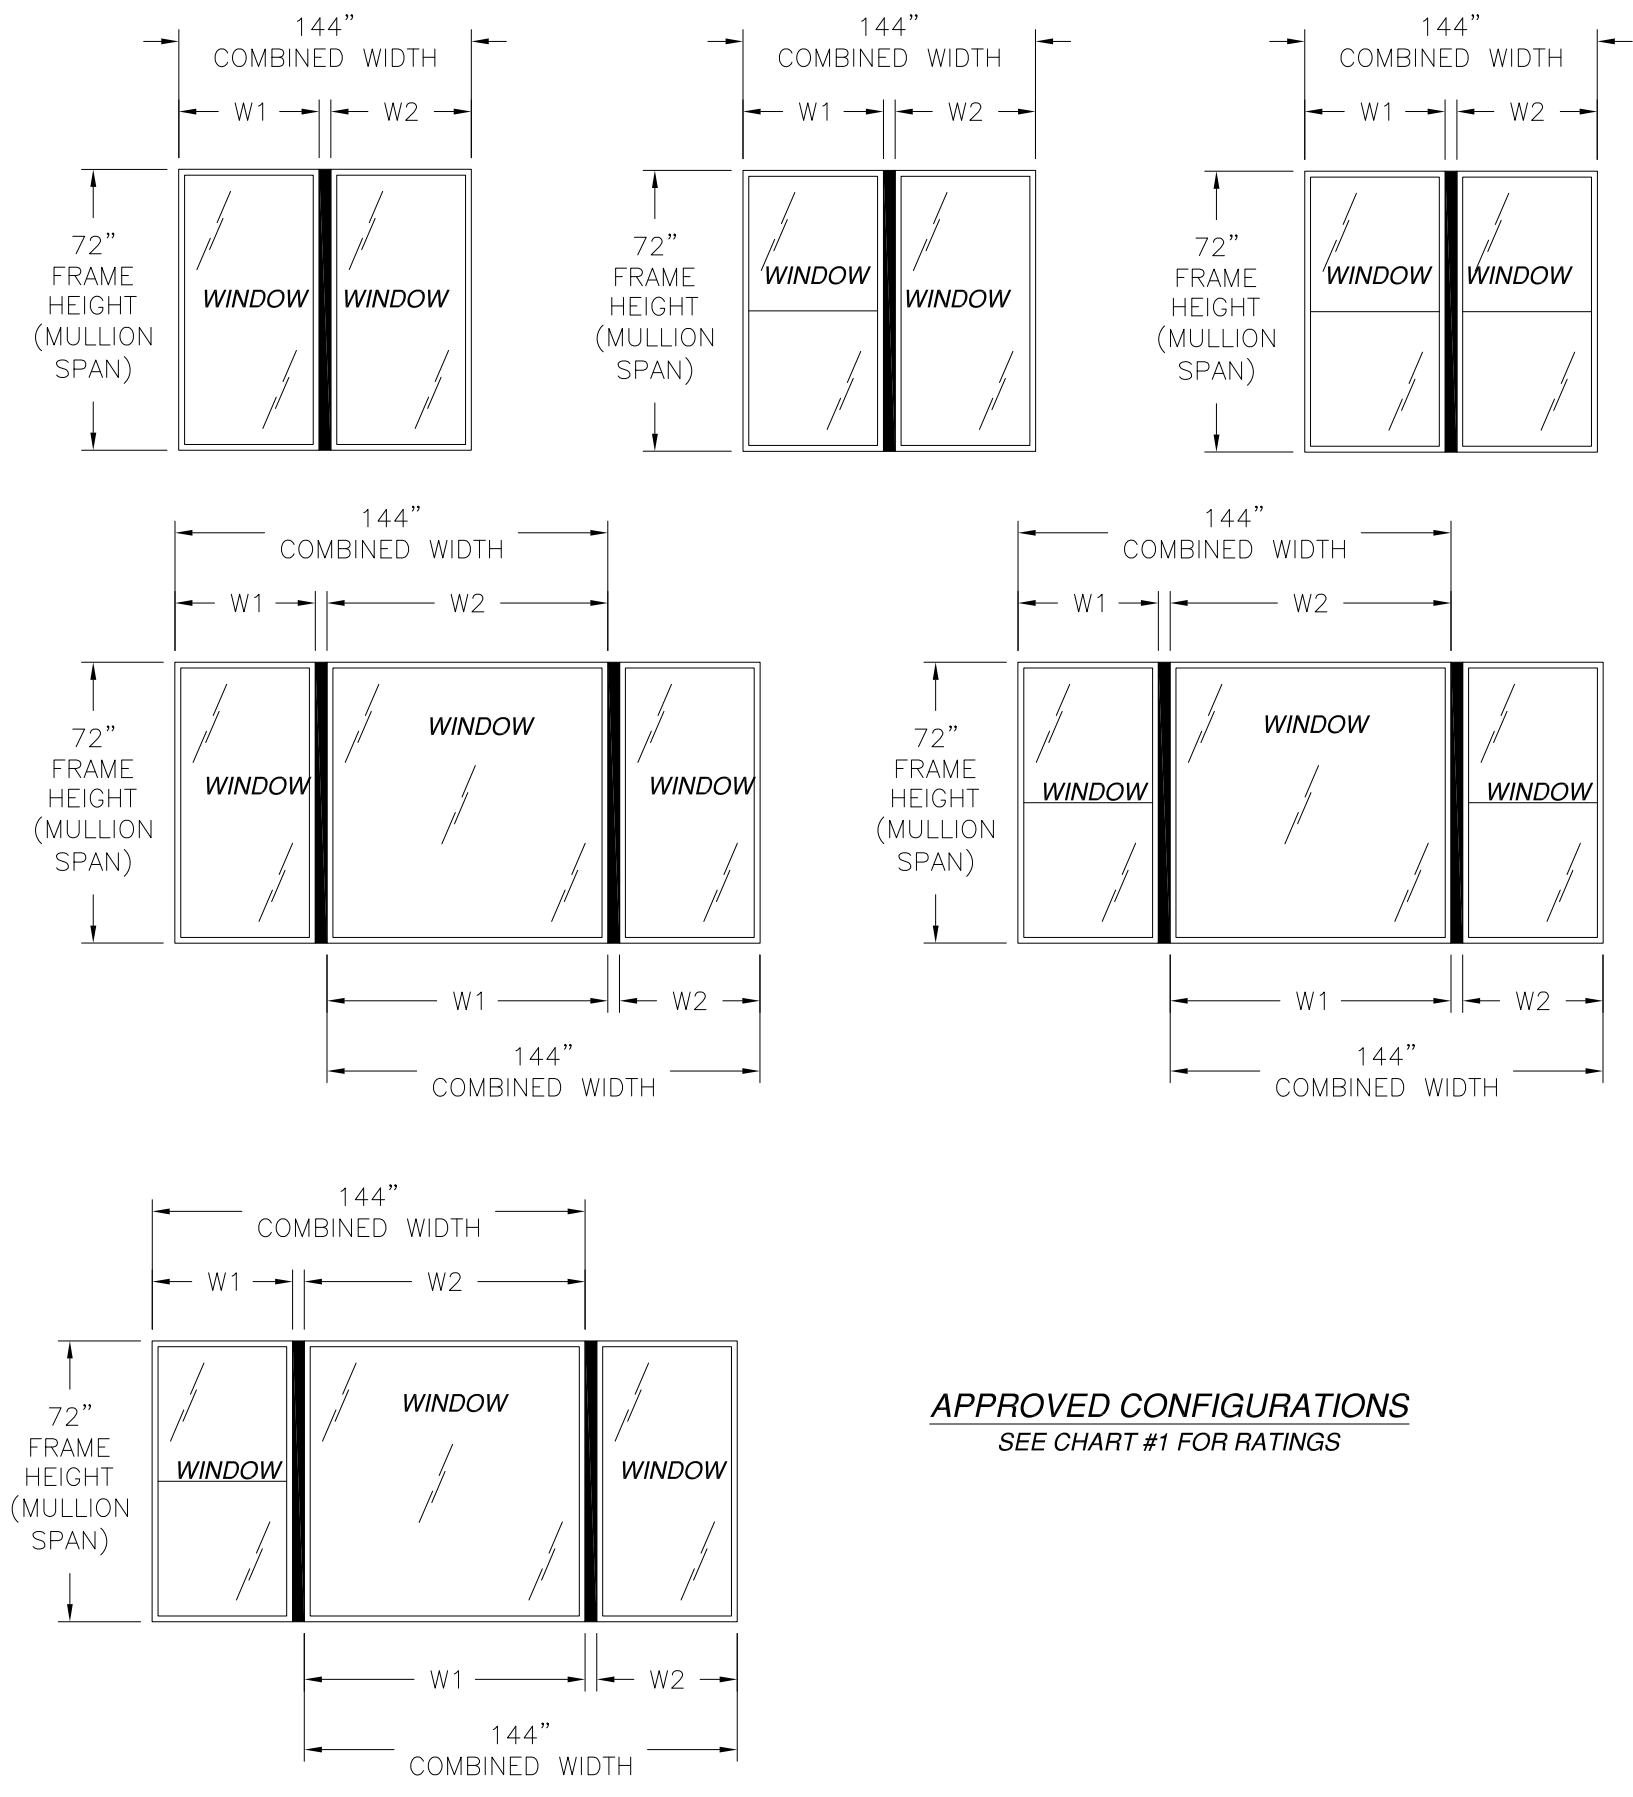 144”
COMBINED WIDTH
W1
W2
72”
FRAME
HEIGHT
(MULLION
SPAN)
WINDOW
WINDOW
144”
COMBINED WIDTH
W1
W2
72”
FRAME
HEIGHT
(MULLION
SPAN)
WINDOW
WINDOW
144”
COMBINED WIDTH
W1
W2
72”
FRAME
HEIGHT
(MULLION
SPAN)
WINDOW
WINDOW
144”
COMBINED WIDTH
W1
W2
72”
FRAME
HEIGHT
(MULLION
SPAN)
WINDOW
WINDOW
WINDOW
W1
W2
144”
COMBINED WIDTH
144”
COMBINED WIDTH
W1
W2
72”
FRAME
HEIGHT
(MULLION
SPAN)
WINDOW
WINDOW
WINDOW
W1
W2
144”
COMBINED WIDTH
144”
COMBINED WIDTH
W1
W2
72”
FRAME
HEIGHT
(MULLION
SPAN)
WINDOW
WINDOW
WINDOW
W1
W2
144”
COMBINED WIDTH
APPROVED CONFIGURATIONS
SEE CHART #1 FOR RATINGS